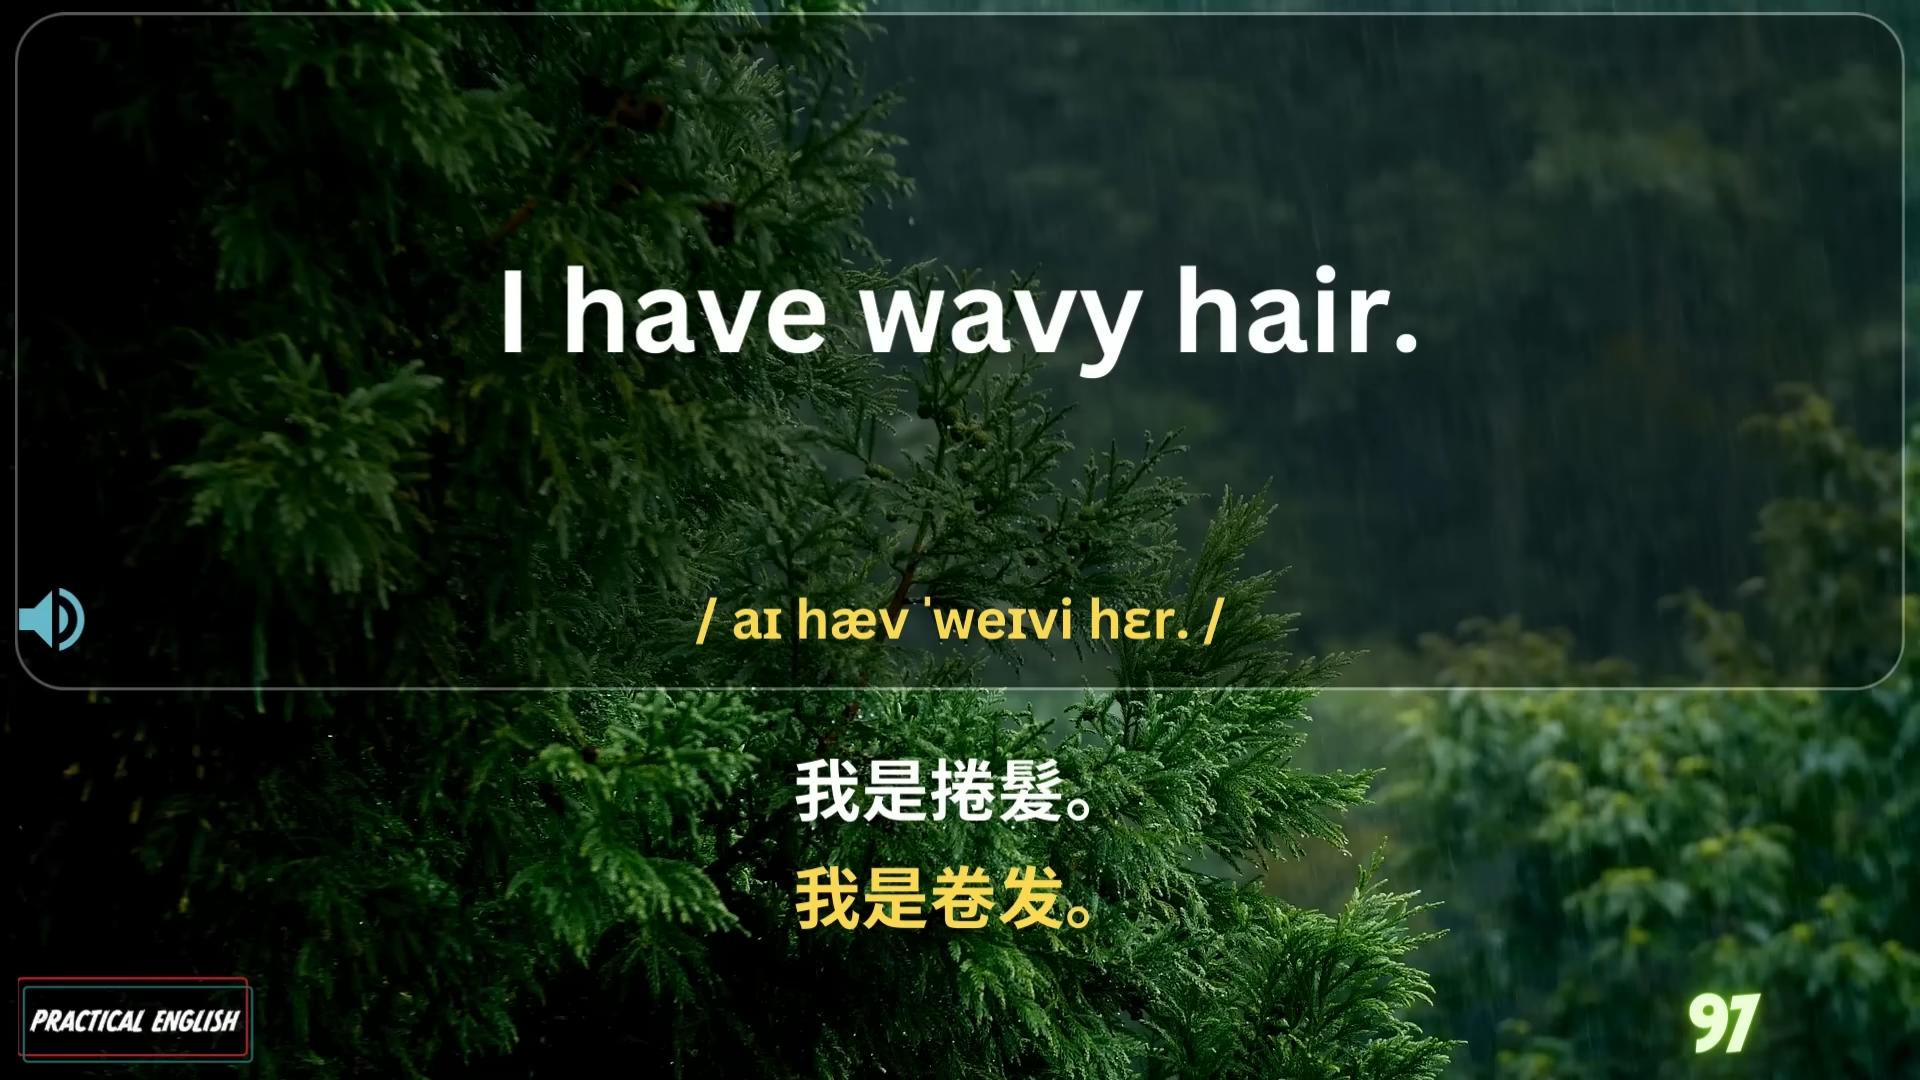 I have wavy hair.
/ aɪ hæv ˈweɪvi hɛr. /
我是捲髮。
我是卷发。
PRACTICAL ENGLISH
97